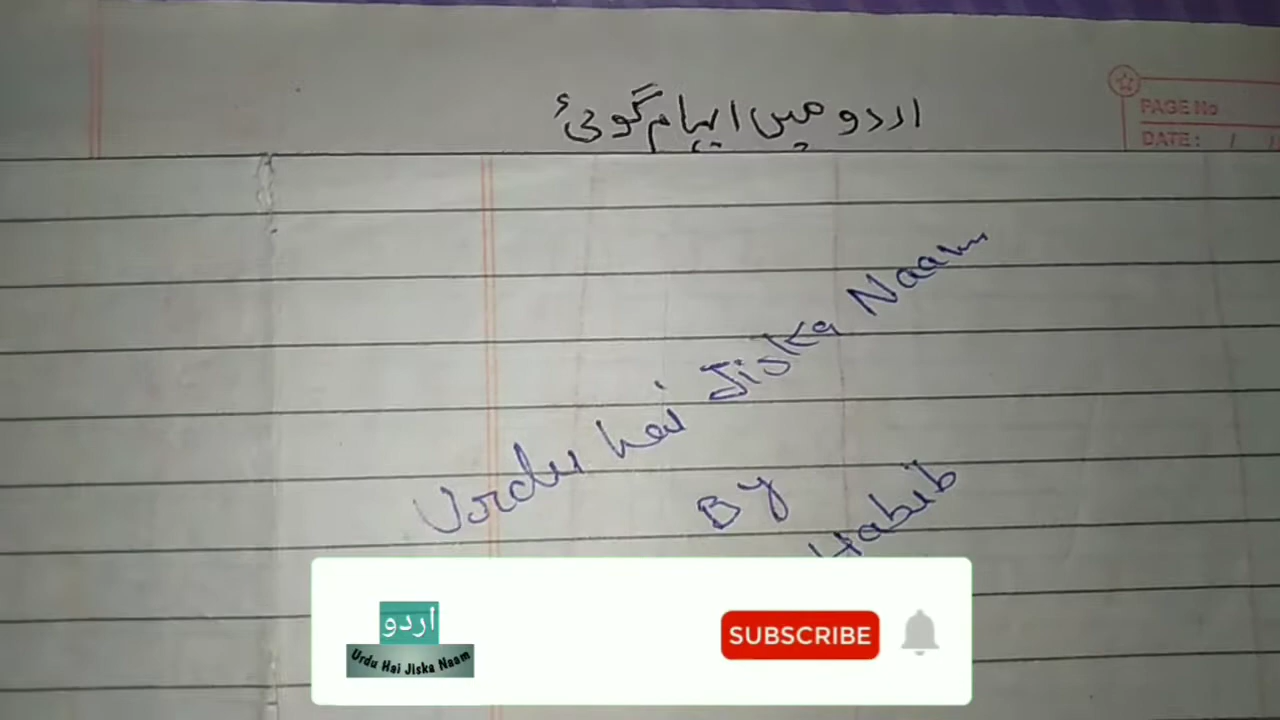 اردو میں ایہام گوئی
PAGE No
DATE: / /
Urdu hai Jiska Naam
By
Habib
اردو
Urdu Hai Jiska Naam
SUBSCRIBE